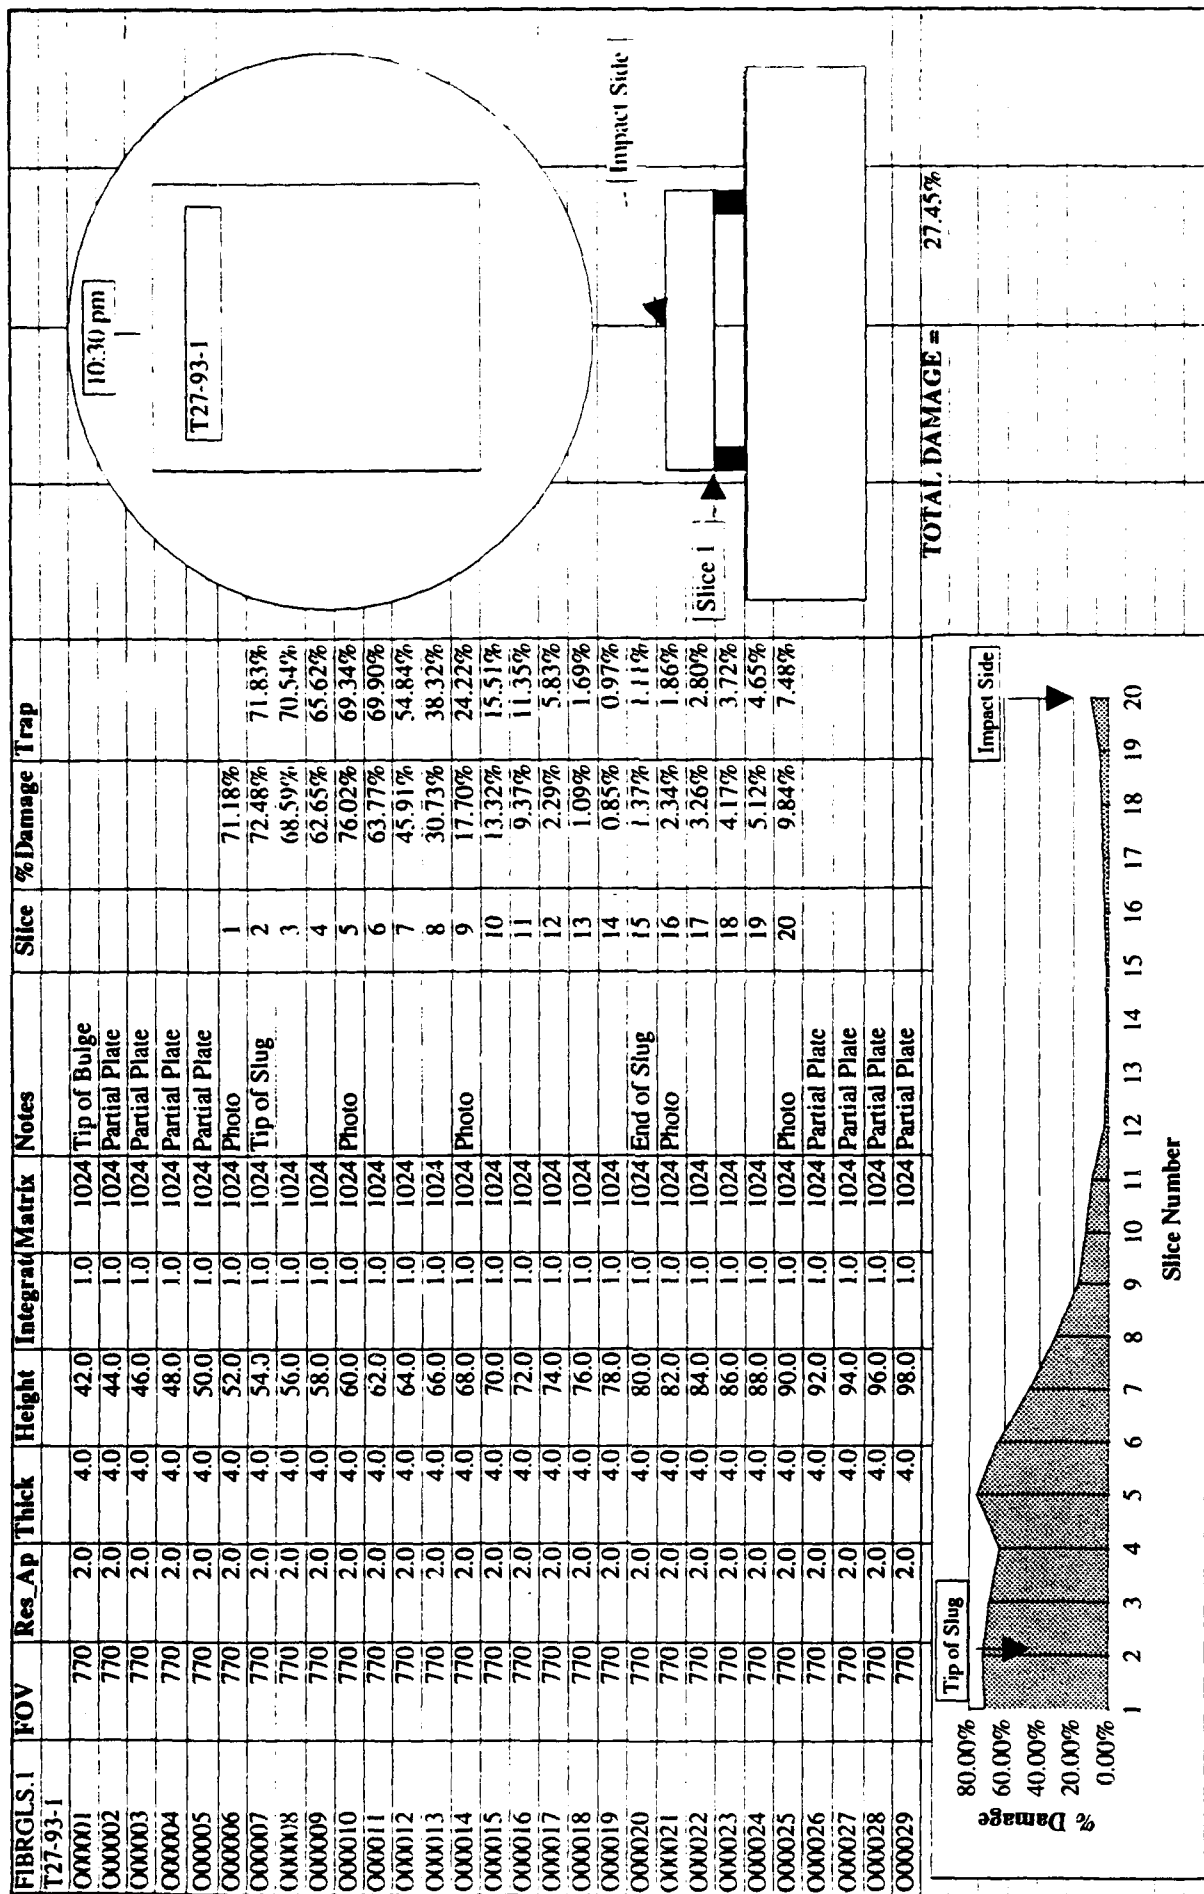 FIBRGLS.1 FOV Res_Ap Thick Height Integrat Matrix Notes Slice %Damage Trap
T27-93-1
000001 770 2.0 4.0 42.0 1.0 1024 Tip of Bulge
000002 770 2.0 4.0 44.0 1.0 1024 Partial Plate
000003 770 2.0 4.0 46.0 1.0 1024 Partial Plate
000004 770 2.0 4.0 48.0 1.0 1024 Partial Plate
000005 770 2.0 4.0 50.0 1.0 1024 Partial Plate
000006 770 2.0 4.0 52.0 1.0 1024 Photo 1 71.18%
000007 770 2.0 4.0 54.0 1.0 1024 Tip of Slug 2 72.48% 71.83%
000008 770 2.0 4.0 56.0 1.0 1024 3 68.59% 70.54%
000009 770 2.0 4.0 58.0 1.0 1024 4 62.65% 65.62%
000010 770 2.0 4.0 60.0 1.0 1024 Photo 5 76.02% 69.34%
000011 770 2.0 4.0 62.0 1.0 1024 6 63.77% 69.90%
000012 770 2.0 4.0 64.0 1.0 1024 7 45.91% 54.84%
000013 770 2.0 4.0 66.0 1.0 1024 8 30.73% 38.32%
000014 770 2.0 4.0 68.0 1.0 1024 Photo 9 17.70% 24.22%
000015 770 2.0 4.0 70.0 1.0 1024 10 13.32% 15.51%
000016 770 2.0 4.0 72.0 1.0 1024 11 9.37% 11.35%
000017 770 2.0 4.0 74.0 1.0 1024 12 2.29% 5.83%
000018 770 2.0 4.0 76.0 1.0 1024 13 1.09% 1.69%
000019 770 2.0 4.0 78.0 1.0 1024 14 0.85% 0.97%
000020 770 2.0 4.0 80.0 1.0 1024 End of Slug 15 1.37% 1.11%
000021 770 2.0 4.0 82.0 1.0 1024 Photo 16 2.34% 1.86%
000022 770 2.0 4.0 84.0 1.0 1024 17 3.26% 2.80%
000023 770 2.0 4.0 86.0 1.0 1024 18 4.17% 3.72%
000024 770 2.0 4.0 88.0 1.0 1024 19 5.12% 4.65%
000025 770 2.0 4.0 90.0 1.0 1024 Photo 20 9.84% 7.48%
000026 770 2.0 4.0 92.0 1.0 1024 Partial Plate
000027 770 2.0 4.0 94.0 1.0 1024 Partial Plate
000028 770 2.0 4.0 96.0 1.0 1024 Partial Plate
000029 770 2.0 4.0 98.0 1.0 1024 Partial Plate
10:30 pm
T27-93-1
Impact Side
Slice 1
TOTAL DAMAGE = 27.45%
Tip of Slug
Impact Side
% Damage
80.00%
60.00%
40.00%
20.00%
0.00%
1 2 3 4 5 6 7 8 9 10 11 12 13 14 15 16 17 18 19 20
Slice Number